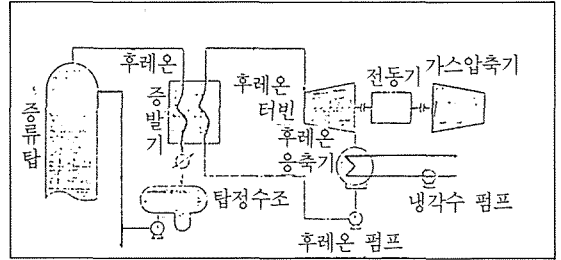 후레온
증발기
증류탑
후레온
터빈
전동기
가스압축기
후레온
응축기
탑정수조
냉각수 펌프
후레온 펌프